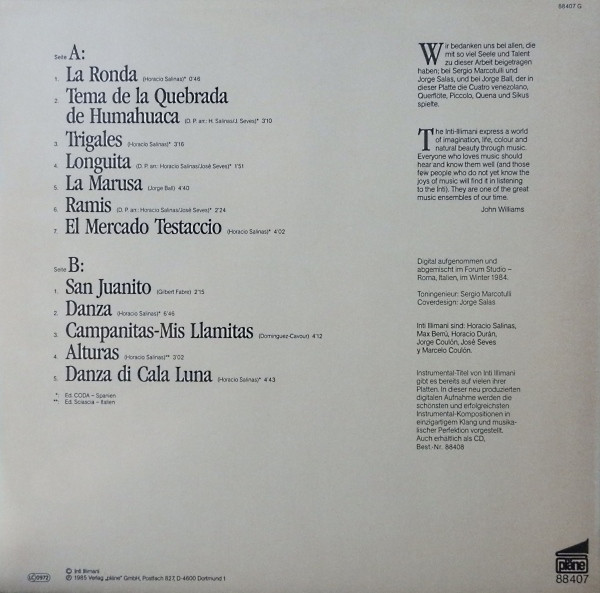 88407 G
Seite A:
1. La Ronda (Horacio Salinas)* 0'48
2. Tema de la Quebrada
de Humahuaca (D. P. arr.: H. Salinas/J. Seves)* 3'10
3. Trigales (Horacio Salinas)* 3'16
4. Longuita (D. P. arr.: Horacio Salinas/José Seves)* 1'51
5. La Marusa (Jorge Ball) 4'40
6. Ramis (D. P. arr.: Horacio Salinas/José Seves)* 2'24
7. El Mercado Testaccio (Horacio Salinas)* 4'02
Seite B:
1. San Juanito (Gilbert Fabre) 2'15
2. Danza (Horacio Salinas)* 6'46
3. Campanitas-Mis Llamitas (Dominguez-Cavour) 4'12
4. Alturas (Horacio Salinas)** 3'02
5. Danza di Cala Luna (Horacio Salinas)** 4'43
*: Ed. CODA – Spanien
**: Ed. Sciascia – Italien
Wir bedanken uns bei allen, die
mit so viel Seele und Talent
zu dieser Arbeit beigetragen
haben; bei Sergio Marcotulli und
Jorge Salas, und bei Jorge Ball, der in
dieser Platte die Cuatro venezolano,
Querflöte, Piccolo, Quena und Sikus
spielte.
The Inti-Illimani express a world
of imagination, life, colour and
natural beauty through music.
Everyone who loves music should
hear and know them well (and those
few people who do not yet know the
joys of music will find it in listening
to the Inti). They are one of the great
music ensembles of our time.
John Williams
Digital aufgenommen und
abgemischt im Forum Studio –
Roma, Italien, im Winter 1984.
Toningenieur: Sergio Marcotulli
Coverdesign: Jorge Salas
Inti Illimani sind: Horacio Salinas,
Max Berrú, Horacio Durán,
Jorge Coulón, José Seves
y Marcelo Coulón.
Instrumental-Titel von Inti Illimani
gibt es bereits auf vielen ihrer
Platten. In dieser neu produzierten
digitalen Aufnahme werden die
schönsten und erfolgreichsten
Instrumental-Kompositionen in
einzigartigem Klang und musika-
lischer Perfektion vorgestellt.
Auch erhältlich als CD,
Best.-Nr. 88408
LC 0972
© Inti Illimani
℗ 1985 Verlag „pläne“ GmbH, Postfach 827, D-4600 Dortmund 1
pläne
88407